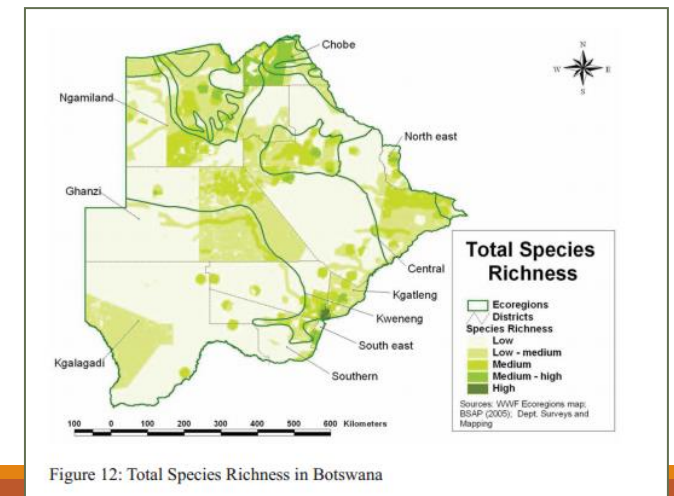 Chobe
N
W E
S
Ngamiland
North east
Ghanzi
Total Species
Richness
Central
Kgatleng
Ecoregions
Kweneng
Districts
Species Richness
South east
Low
Low - medium
Kgalagadi
Medium
Southern
Medium - high
High
Sources: WWF Ecoregions map;
BSAP (2005); Dept. Surveys and
Mapping
100 0 100 200 300 400 500 600 Kilometers
Figure 12: Total Species Richness in Botswana